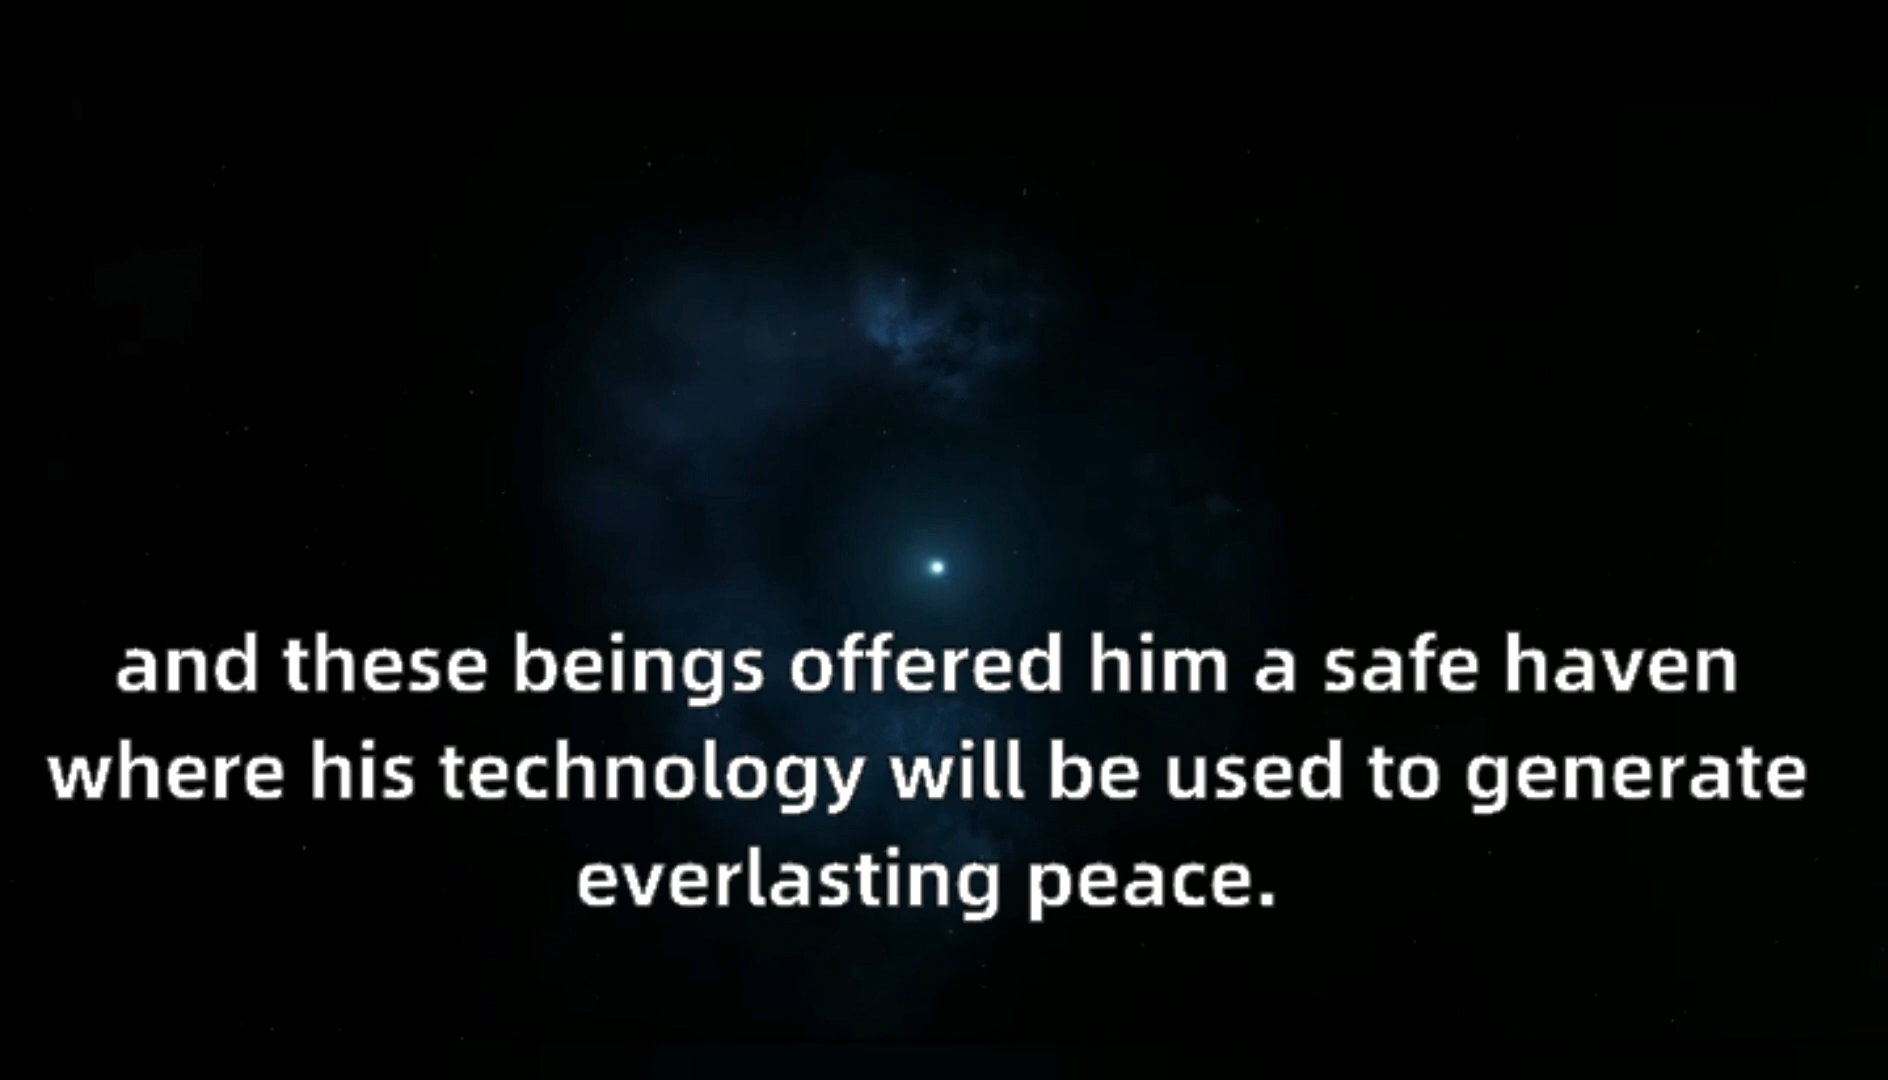 and these beings offered him a safe haven
where his technology will be used to generate
everlasting peace.